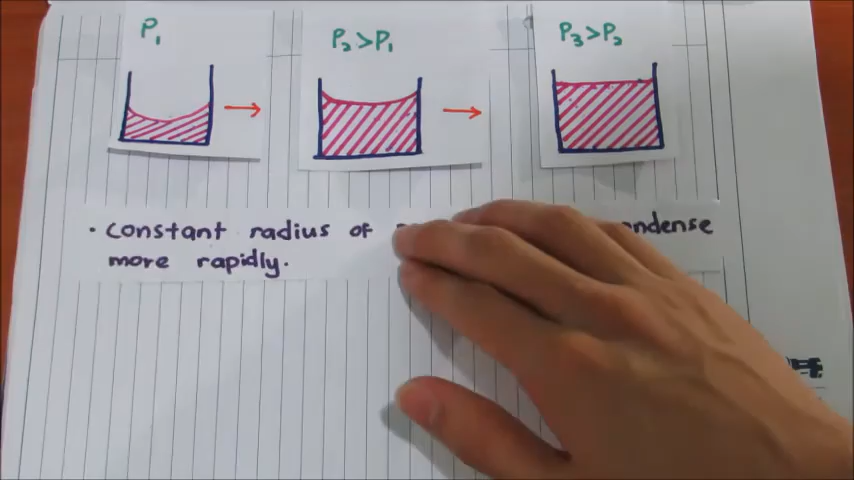 P1
P2 > P1
P3 > P2
• Constant radius of ndense
more rapidly.